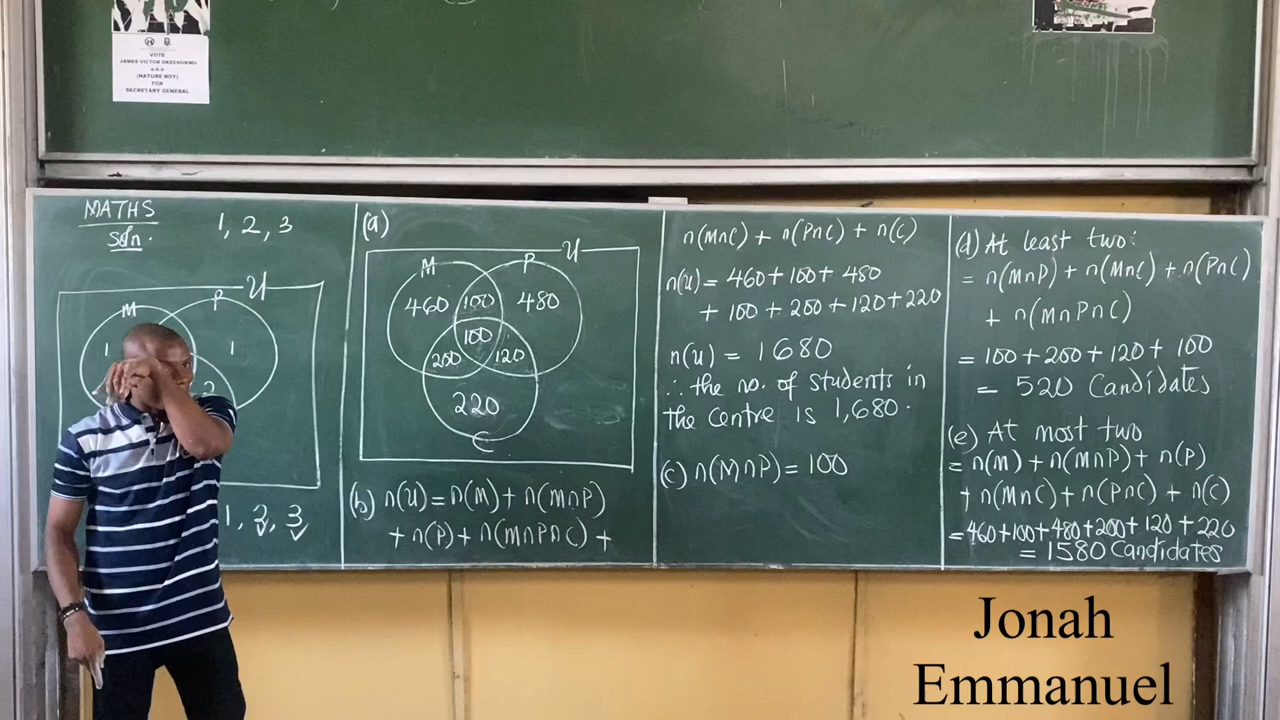 VOTE
JAMES VICTOR OKECHUKWU
a.k.a
(NATURE BOY)
FOR
SECRETARY GENERAL
MATHS
Soln.
1, 2, 3
M P U
1 1
2
1, 2, 3
(a)
M P U
460 100 480
100
200 120
220
C
(b) n(U) = n(M) + n(M∩P)
+ n(P) + n(M∩P∩C) +
n(M∩C) + n(P∩C) + n(C)
n(U) = 460 + 100 + 480
+ 100 + 200 + 120 + 220
n(U) = 1680
∴ the no. of students in
the centre is 1,680.
(c) n(M∩P) = 100
(d) At least two:
= n(M∩P) + n(M∩C) + n(P∩C)
+ n(M∩P∩C)
= 100 + 200 + 120 + 100
= 520 Candidates
(e) At most two
= n(M) + n(M∩P) + n(P)
+ n(M∩C) + n(P∩C) + n(C)
= 460+100+480+200+120+220
= 1580 Candidates
Jonah
Emmanuel